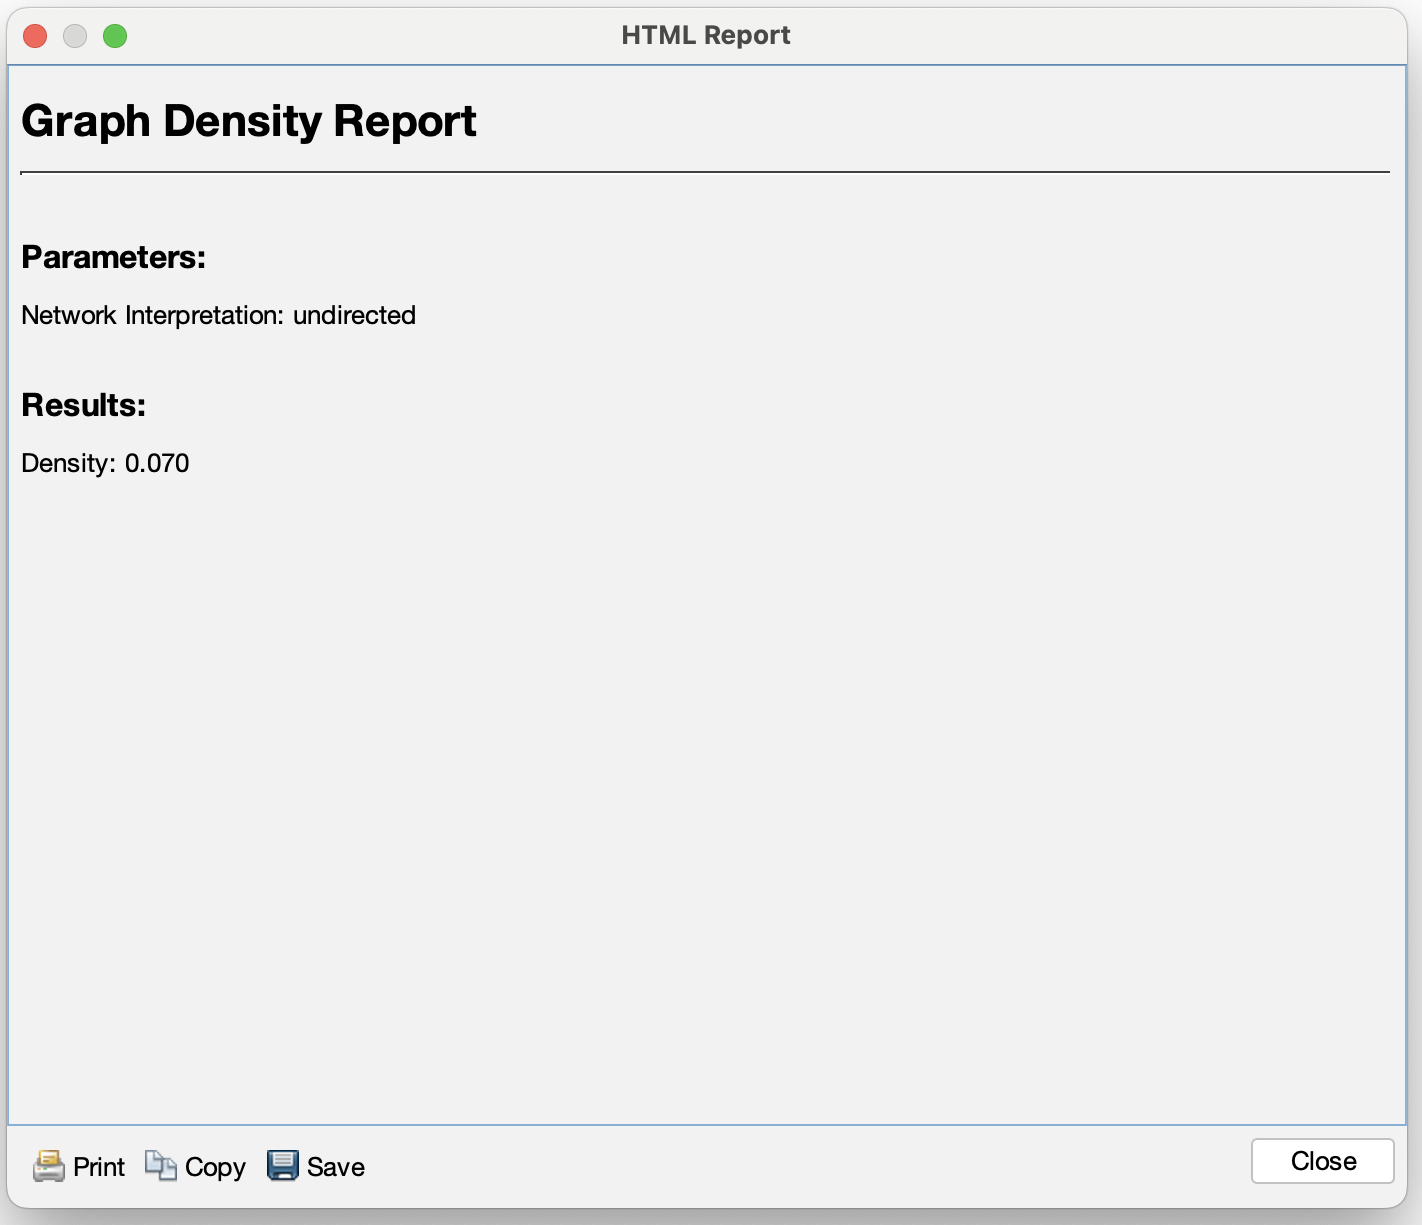 HTML Report
Graph Density Report
Parameters:
Network Interpretation: undirected
Results:
Density: 0.070
Print Copy Save Close